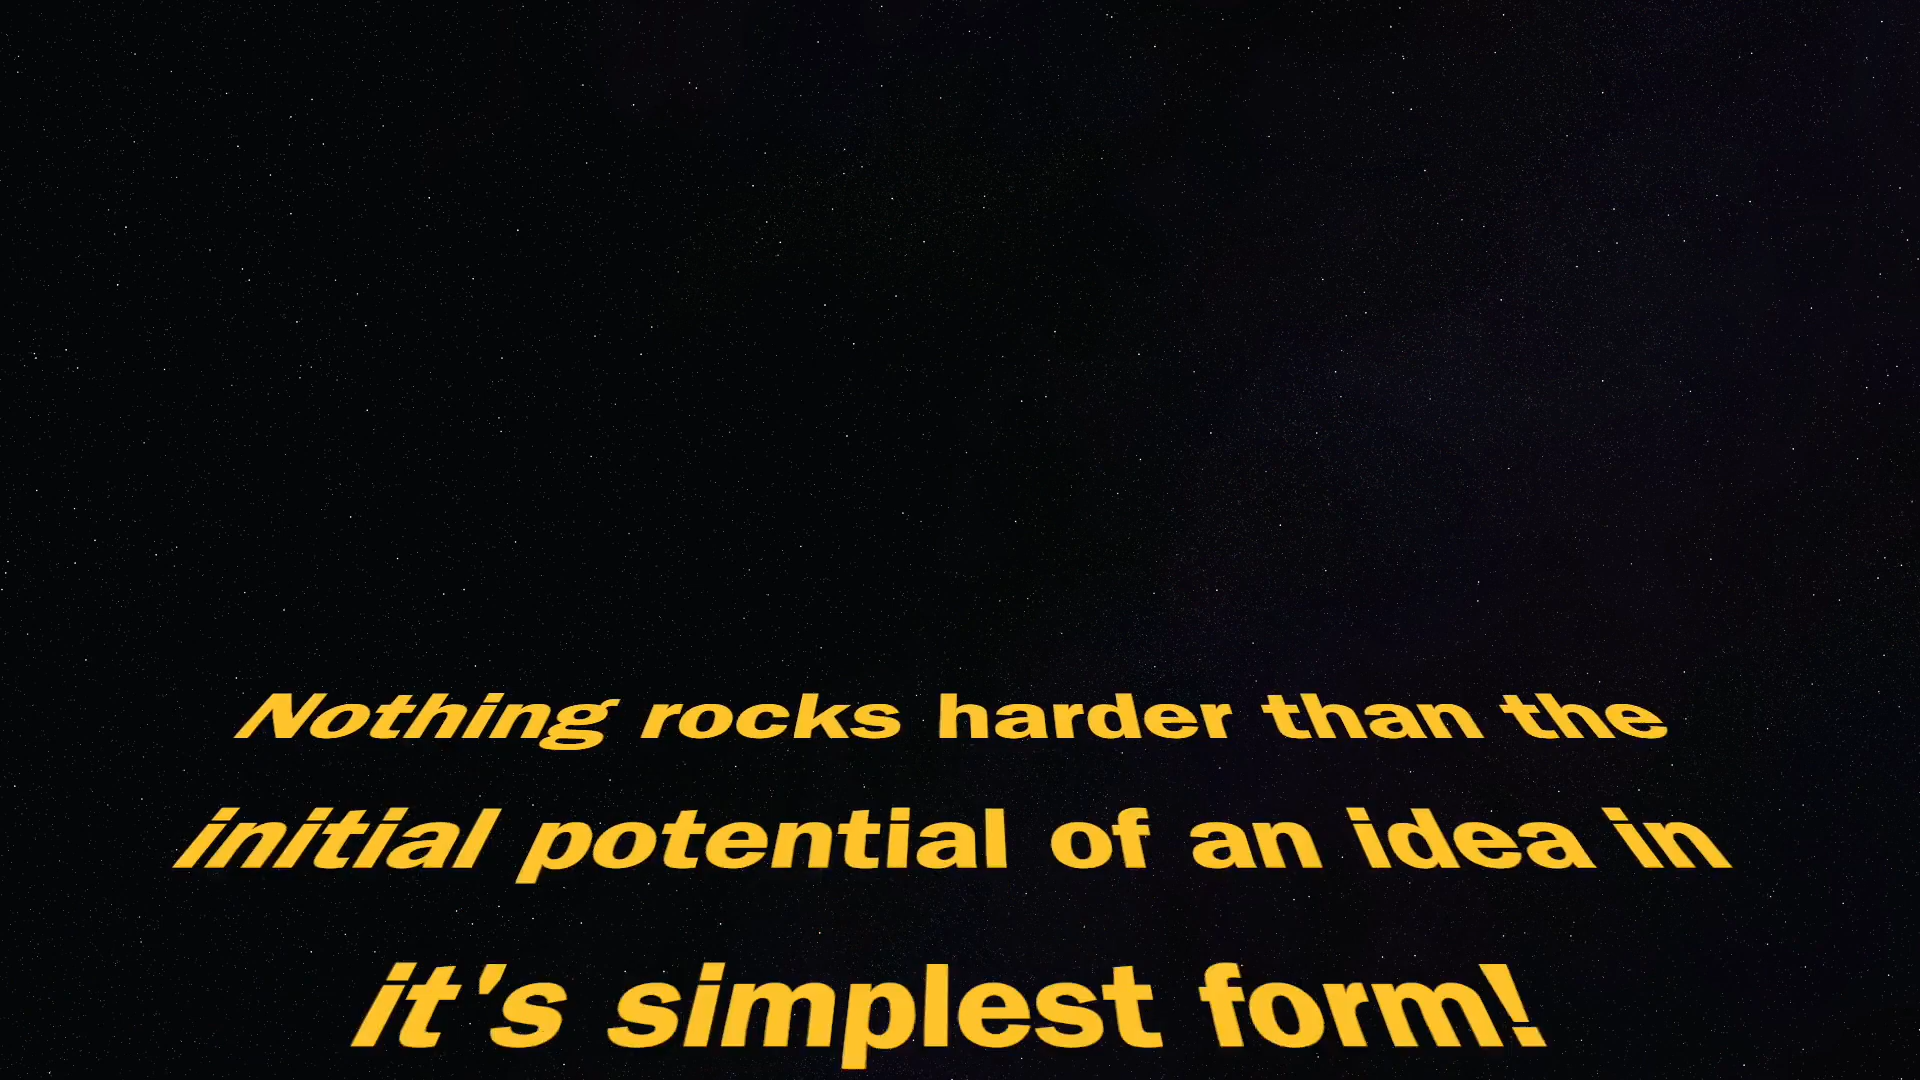 Nothing rocks harder than the
initial potential of an idea in
it's simplest form!